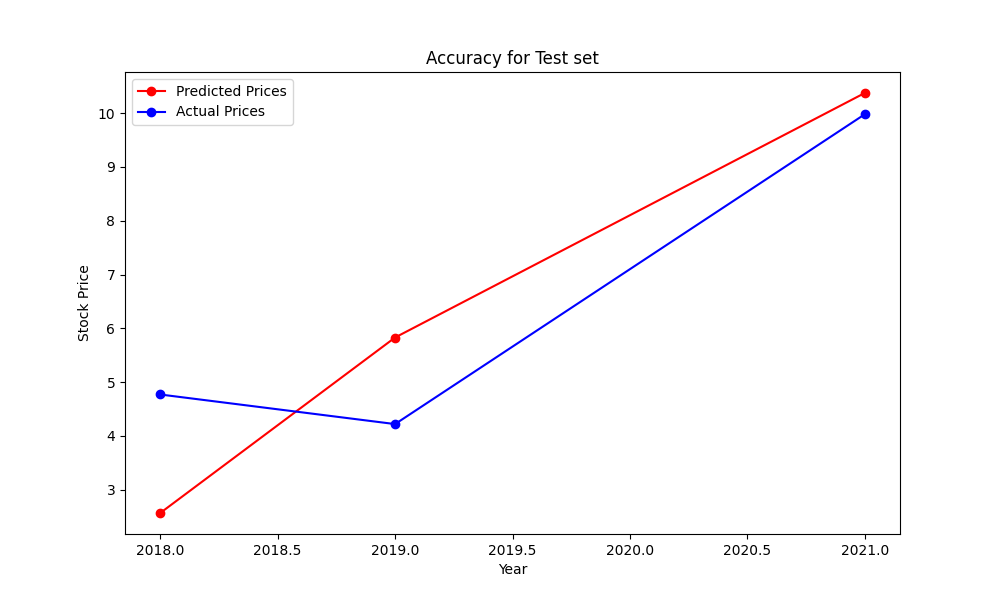 Accuracy for Test set
Predicted Prices
Actual Prices
10
9
8
7
6
5
4
3
Stock Price
2018.0 2018.5 2019.0 2019.5 2020.0 2020.5 2021.0
Year